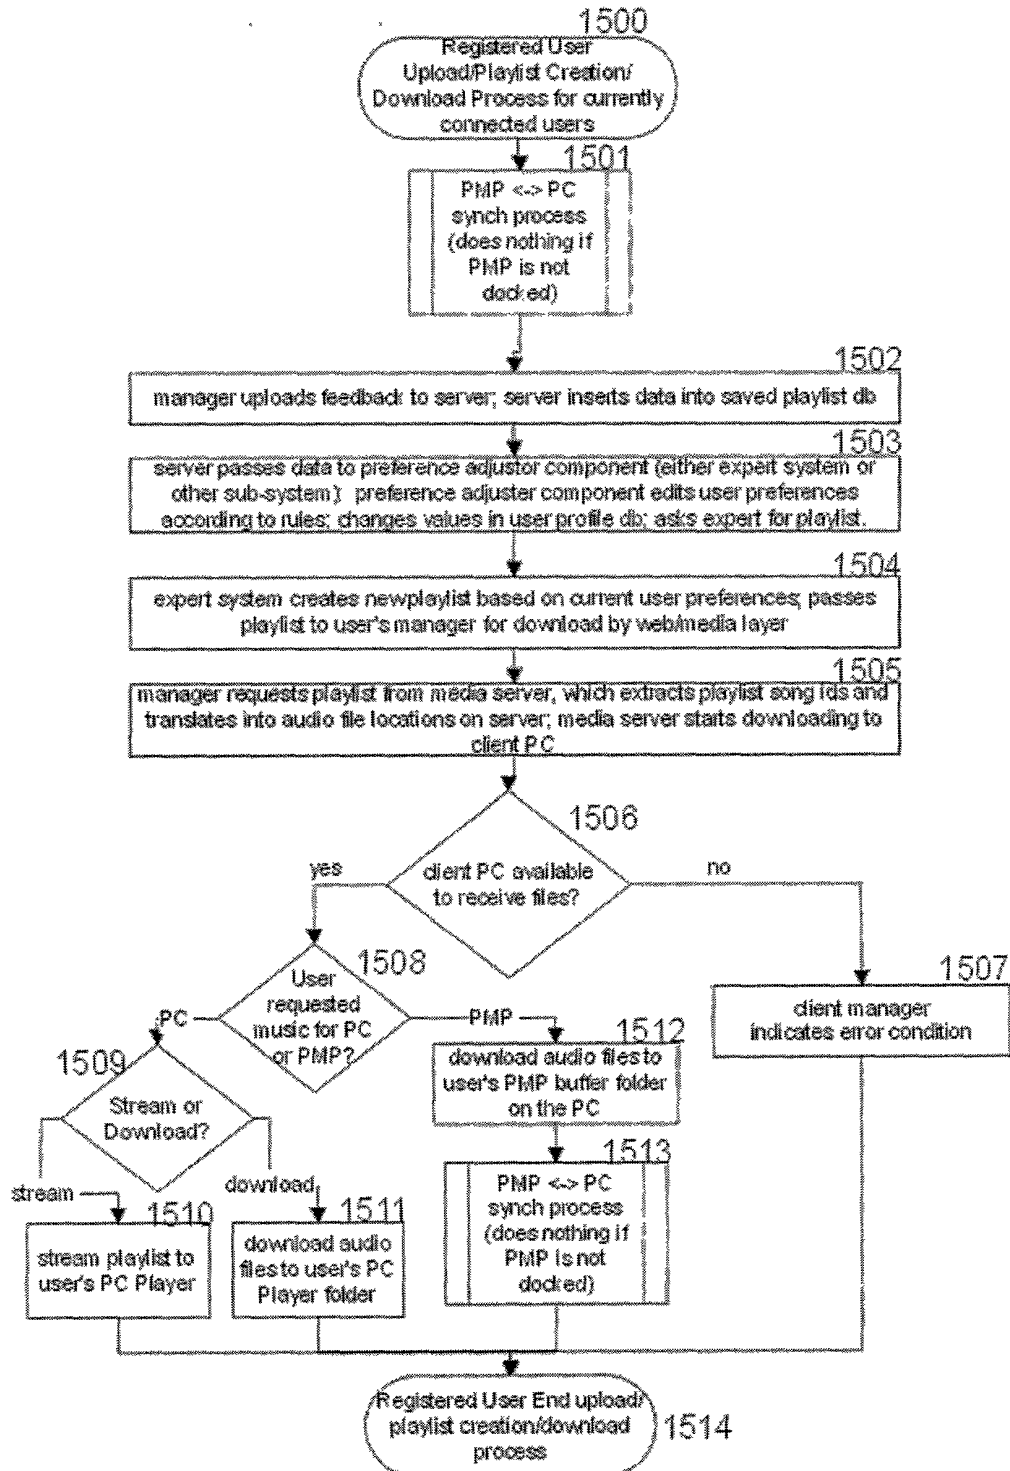 1500
Registered User
Upload/Playlist Creation/
Download Process for currently
connected users
1501
PMP <-> PC
synch process
(does nothing if
PMP is not
docked)
1502
manager uploads feedback to server; server inserts data into saved playlist db
1503
server passes data to preference adjustor component (either expert system or
other sub-system); preference adjuster component edits user preferences
according to rules; changes values in user profile db; asks expert for playlist.
1504
expert system creates newplaylist based on current user preferences; passes
playlist to user's manager for download by web/media layer
1505
manager requests playlist from media server, which extracts playlist song ids and
translates into audio file locations on server; media server starts downloading to
client PC
1506
client PC available
to receive files?
yes
no
1507
client manager
indicates error condition
1508
User
requested
music for PC
or PMP?
PC
PMP
1509
Stream or
Download?
1512
download audio files to
user's PMP buffer folder
on the PC
1513
PMP <-> PC
synch process
(does nothing if
PMP is not
docked)
stream
download
1510
stream playlist to
user's PC Player
1511
download audio
files to user's PC
Player folder
Registered User End upload/
playlist creation/download
process
1514